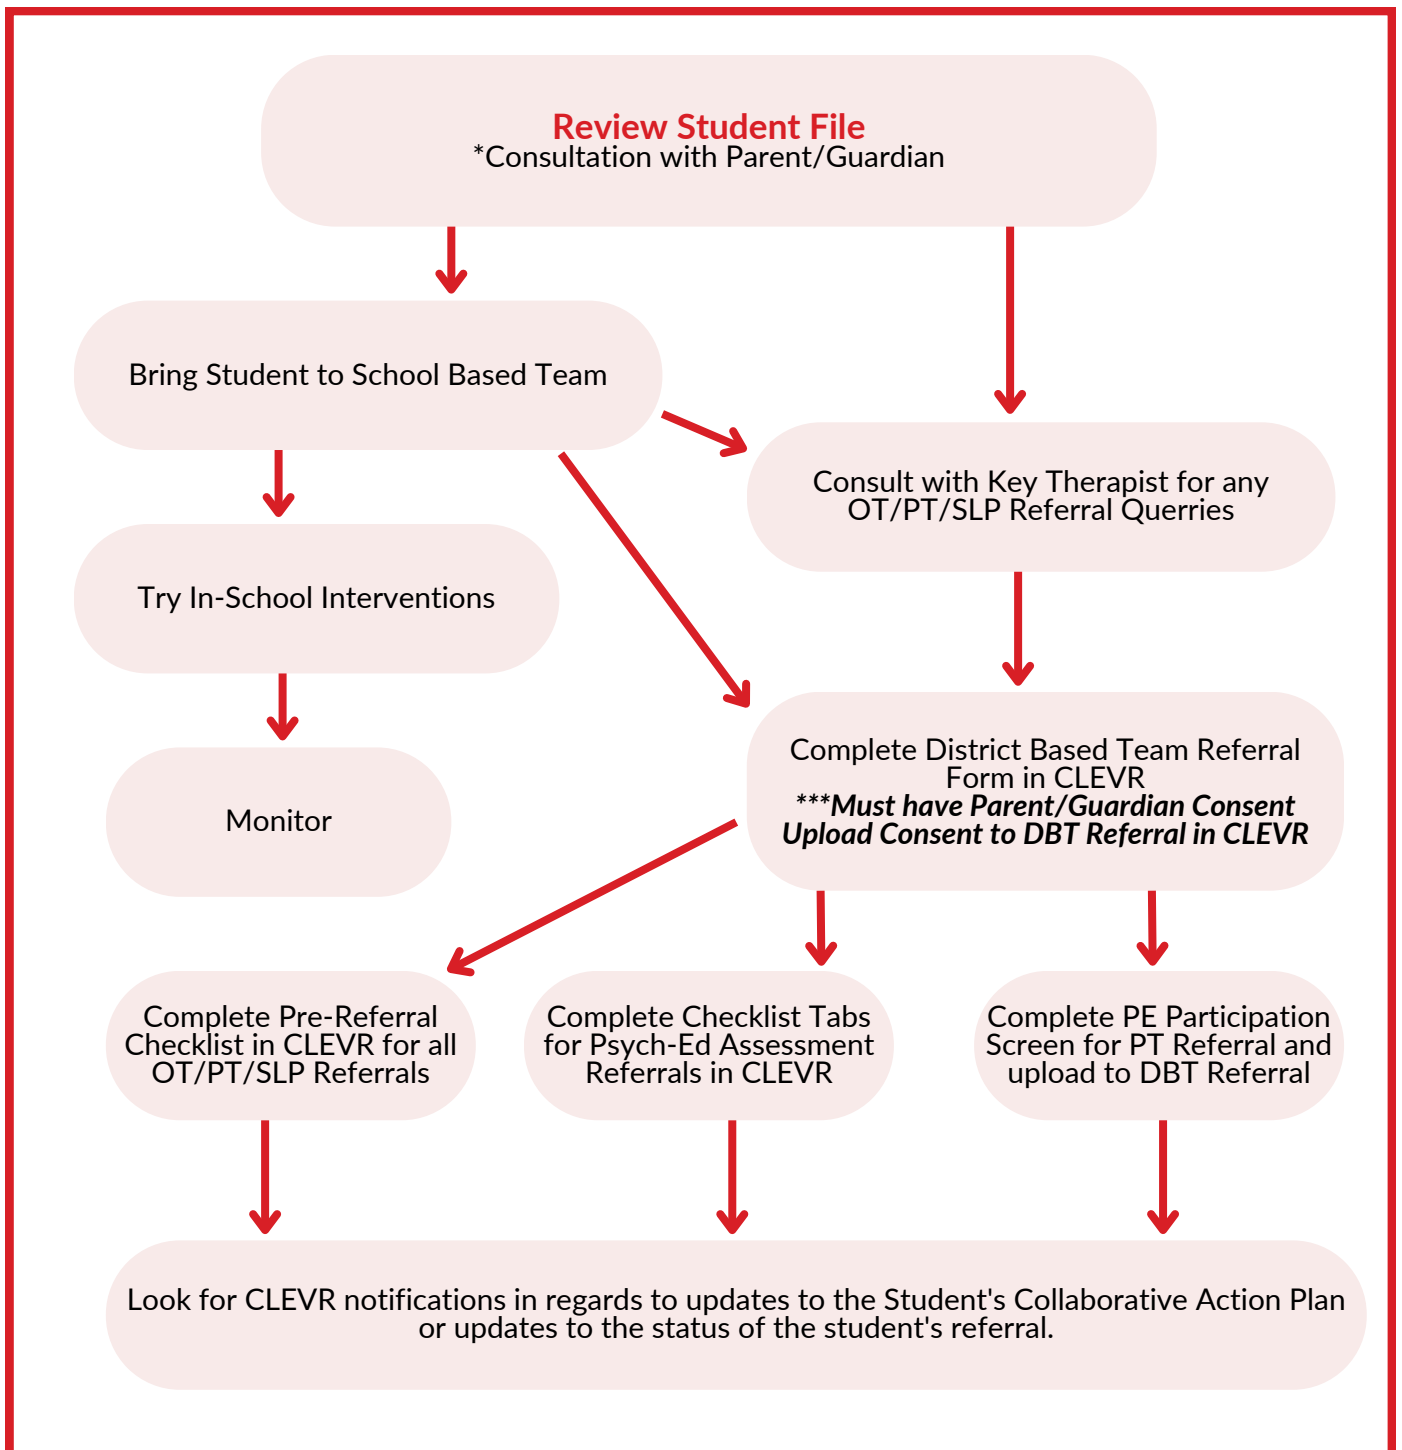 Review Student File
*Consultation with Parent/Guardian
Bring Student to School Based Team
Consult with Key Therapist for any
OT/PT/SLP Referral Querries
Try In-School Interventions
Complete District Based Team Referral
Form in CLEVR
***Must have Parent/Guardian Consent
Upload Consent to DBT Referral in CLEVR
Monitor
Complete Pre-Referral
Checklist in CLEVR for all
OT/PT/SLP Referrals
Complete Checklist Tabs
for Psych-Ed Assessment
Referrals in CLEVR
Complete PE Participation
Screen for PT Referral and
upload to DBT Referral
Look for CLEVR notifications in regards to updates to the Student's Collaborative Action Plan
or updates to the status of the student's referral.